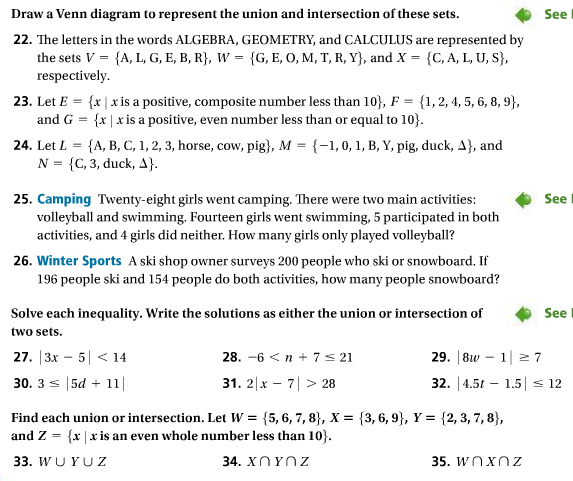 Draw a Venn diagram to represent the union and intersection of these sets.
See
22. The letters in the words ALGEBRA, GEOMETRY, and CALCULUS are represented by
the sets V = {A, L, G, E, B, R}, W = {G, E, O, M, T, R, Y}, and X = {C, A, L, U, S},
respectively.
23. Let E = {x | x is a positive, composite number less than 10}, F = {1, 2, 4, 5, 6, 8, 9},
and G = {x | x is a positive, even number less than or equal to 10}.
24. Let L = {A, B, C, 1, 2, 3, horse, cow, pig}, M = {−1, 0, 1, B, Y, pig, duck, Δ}, and
N = {C, 3, duck, Δ}.
25. Camping Twenty-eight girls went camping. There were two main activities:
See
volleyball and swimming. Fourteen girls went swimming, 5 participated in both
activities, and 4 girls did neither. How many girls only played volleyball?
26. Winter Sports A ski shop owner surveys 200 people who ski or snowboard. If
196 people ski and 154 people do both activities, how many people snowboard?
Solve each inequality. Write the solutions as either the union or intersection of
See
two sets.
27. |3x − 5| < 14 28. −6 < n + 7 ≤ 21 29. |8w − 1| ≥ 7
30. 3 ≤ |5d + 11| 31. 2|x − 7| > 28 32. |4.5t − 1.5| ≤ 12
Find each union or intersection. Let W = {5, 6, 7, 8}, X = {3, 6, 9}, Y = {2, 3, 7, 8},
and Z = {x | x is an even whole number less than 10}.
33. W ∪ Y ∪ Z 34. X ∩ Y ∩ Z 35. W ∩ X ∩ Z